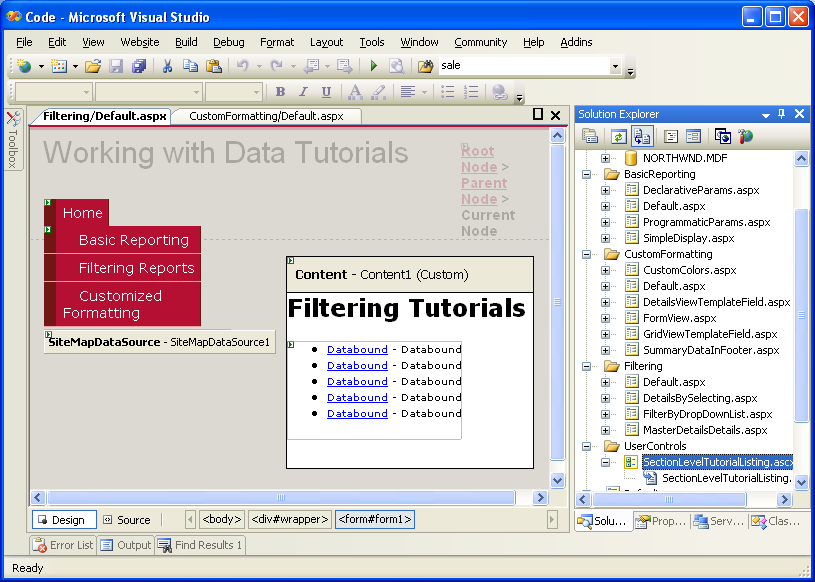 Code - Microsoft Visual Studio
File Edit View Website Build Debug Format Layout Tools Window Community Help Addins
sale
B I U A
Filtering/Default.aspx CustomFormatting/Default.aspx
Toolbox
Working with Data Tutorials
Root
Node >
Parent
Node >
Current
Node
Home
Basic Reporting
Filtering Reports
Customized
Formatting
SiteMapDataSource - SiteMapDataSource1
Content - Content1 (Custom)
Filtering Tutorials
Databound - Databound
Databound - Databound
Databound - Databound
Databound - Databound
Databound - Databound
Design Source <body> <div#wrapper> <form#form1>
Error List Output Find Results 1
Ready
Solution Explorer
NORTHWND.MDF
BasicReporting
DeclarativeParams.aspx
Default.aspx
ProgrammaticParams.aspx
SimpleDisplay.aspx
CustomFormatting
CustomColors.aspx
Default.aspx
DetailsViewTemplateField.aspx
FormView.aspx
GridViewTemplateField.aspx
SummaryDataInFooter.aspx
Filtering
Default.aspx
DetailsBySelecting.aspx
FilterByDropDownList.aspx
MasterDetailsDetails.aspx
UserControls
SectionLevelTutorialListing.ascx
SectionLevelTutorialListing.
Solu... Prop... Serv... Clas...